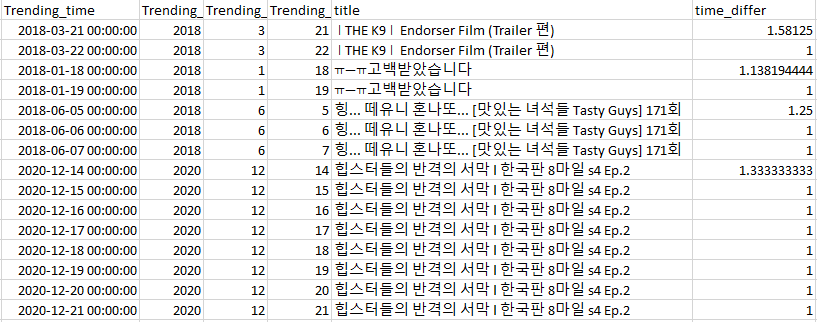 Trending_time Trending_ Trending_ Trending_ title time_differ
2018-03-21 00:00:00 2018 3 21 ㅣTHE K9ㅣ Endorser Film (Trailer 편) 1.58125
2018-03-22 00:00:00 2018 3 22 ㅣTHE K9ㅣ Endorser Film (Trailer 편) 1
2018-01-18 00:00:00 2018 1 18 ㅠㅡㅠ고백받았습니다 1.138194444
2018-01-19 00:00:00 2018 1 19 ㅠㅡㅠ고백받았습니다 1
2018-06-05 00:00:00 2018 6 5 힝... 떼유니 혼나또... [맛있는 녀석들 Tasty Guys] 171회 1.25
2018-06-06 00:00:00 2018 6 6 힝... 떼유니 혼나또... [맛있는 녀석들 Tasty Guys] 171회 1
2018-06-07 00:00:00 2018 6 7 힝... 떼유니 혼나또... [맛있는 녀석들 Tasty Guys] 171회 1
2020-12-14 00:00:00 2020 12 14 힙스터들의 반격의 서막 I 한국판 8마일 s4 Ep.2 1.333333333
2020-12-15 00:00:00 2020 12 15 힙스터들의 반격의 서막 I 한국판 8마일 s4 Ep.2 1
2020-12-16 00:00:00 2020 12 16 힙스터들의 반격의 서막 I 한국판 8마일 s4 Ep.2 1
2020-12-17 00:00:00 2020 12 17 힙스터들의 반격의 서막 I 한국판 8마일 s4 Ep.2 1
2020-12-18 00:00:00 2020 12 18 힙스터들의 반격의 서막 I 한국판 8마일 s4 Ep.2 1
2020-12-19 00:00:00 2020 12 19 힙스터들의 반격의 서막 I 한국판 8마일 s4 Ep.2 1
2020-12-20 00:00:00 2020 12 20 힙스터들의 반격의 서막 I 한국판 8마일 s4 Ep.2 1
2020-12-21 00:00:00 2020 12 21 힙스터들의 반격의 서막 I 한국판 8마일 s4 Ep.2 1